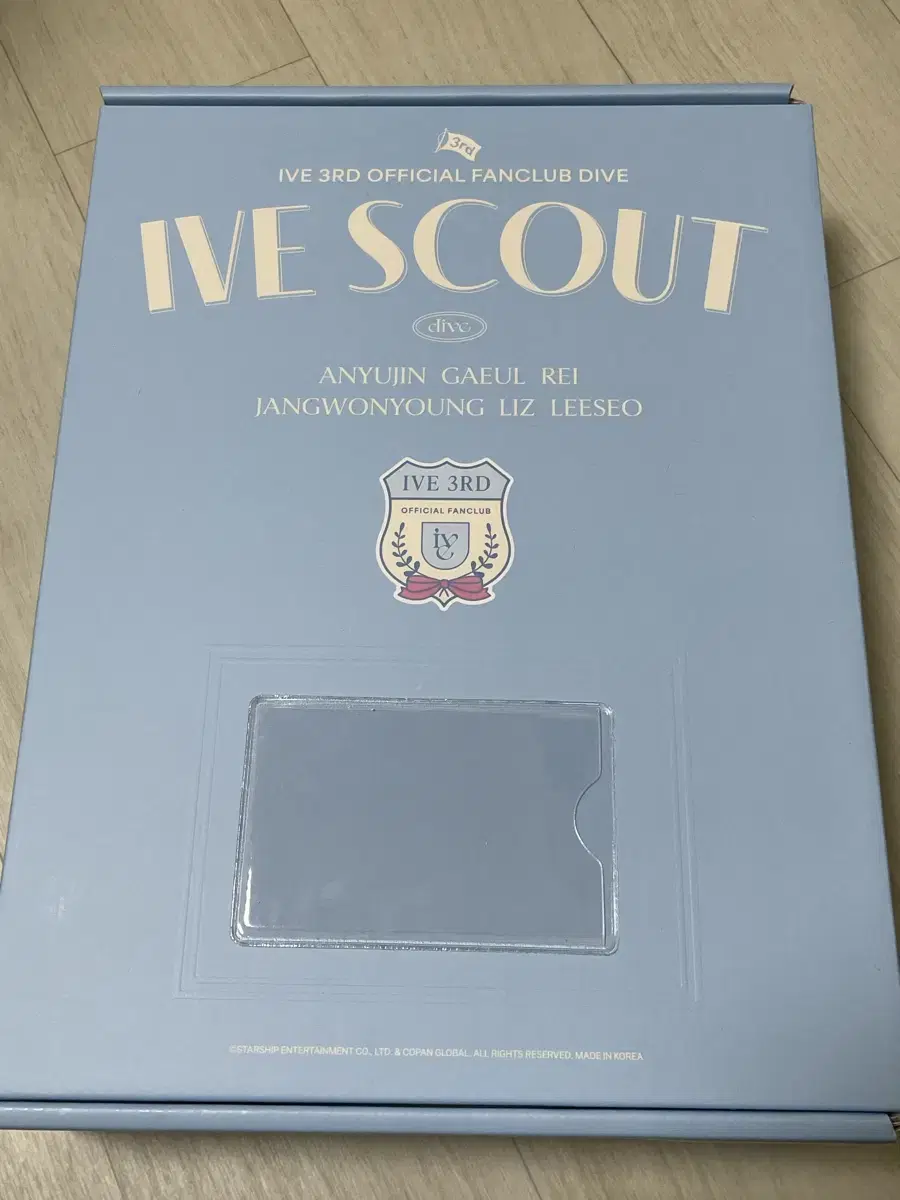 3rd
IVE 3RD OFFICIAL FANCLUB DIVE
IVE SCOUT
dive
ANYUJIN GAEUL REI
JANGWONYOUNG LIZ LEESEO
IVE 3RD
OFFICIAL FANCLUB
ive
©STARSHIP ENTERTAINMENT CO., LTD. & COPAN GLOBAL. ALL RIGHTS RESERVED. MADE IN KOREA